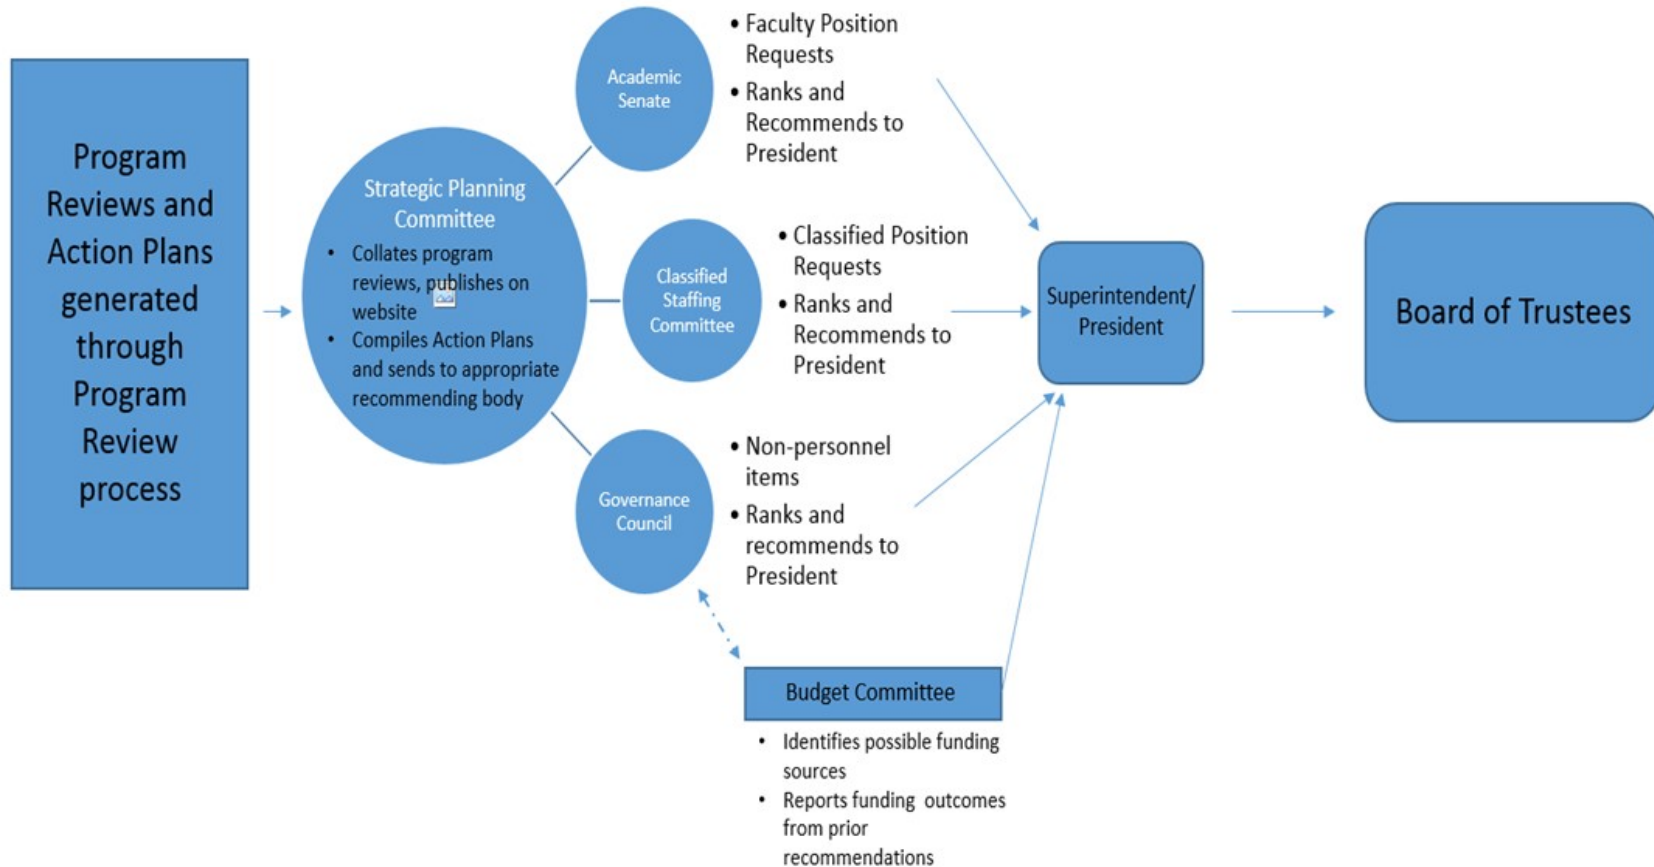 Program
Reviews and
Action Plans
generated
through
Program
Review
process
Strategic Planning
Committee
• Collates program
reviews, publishes on
website
• Compiles Action Plans
and sends to appropriate
recommending body
Academic
Senate
• Faculty Position
Requests
• Ranks and
Recommends to
President
Classified
Staffing
Committee
• Classified Position
Requests
• Ranks and
Recommends to
President
Governance
Council
• Non-personnel
items
• Ranks and
recommends to
President
Budget Committee
• Identifies possible funding
sources
• Reports funding outcomes
from prior
recommendations
Superintendent/
President
Board of Trustees